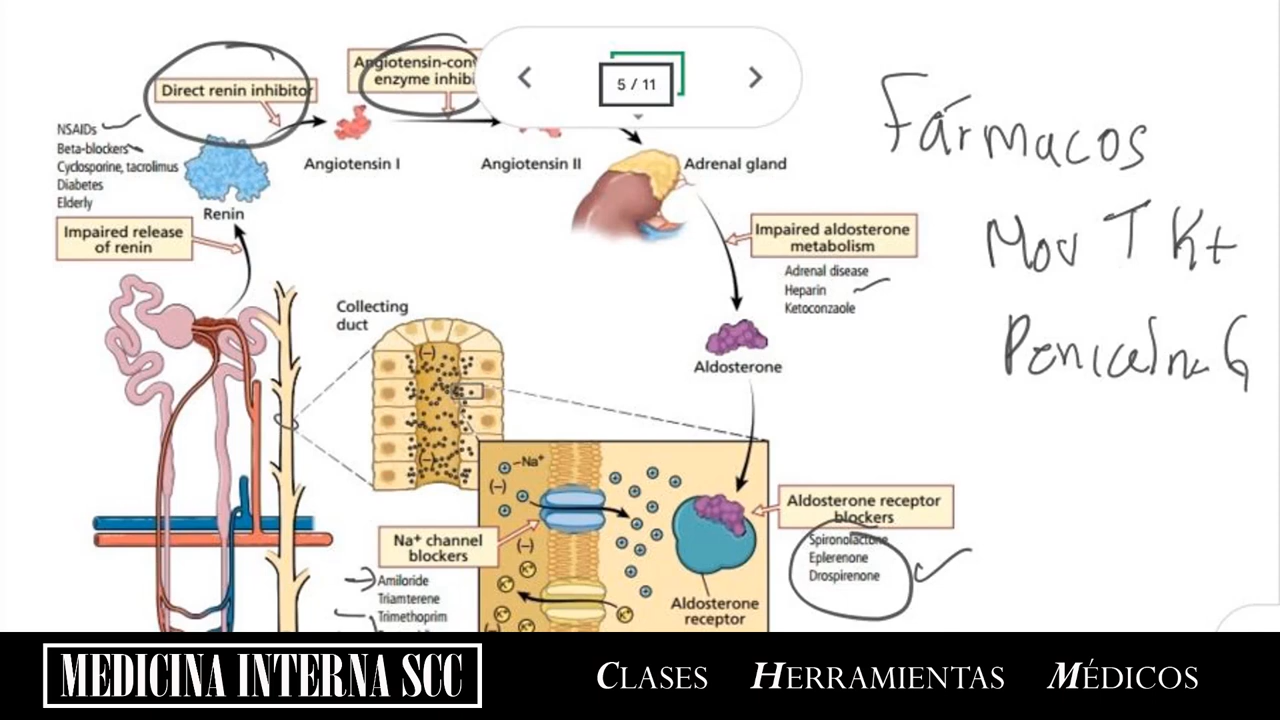 5 / 11
Direct renin inhibitor
Angiotensin-con
enzyme inhibi
NSAIDs
Beta-blockers
Cyclosporine, tacrolimus
Diabetes
Elderly
Angiotensin I
Angiotensin II
Adrenal gland
Renin
Impaired release
of renin
Impaired aldosterone
metabolism
Adrenal disease
Heparin
Ketoconzaole
Collecting
duct
(-)
(-)
Aldosterone
Na+
(-)
(-)
(-)
Na+ channel
blockers
Amiloride
Triamterene
Trimethoprim
K+
K+
K+
K+
K+
Aldosterone
receptor
Aldosterone receptor
blockers
Spironolactone
Eplerenone
Drospirenone
Fármacos
Mov T K+
MEDICINA INTERNA SCC
CLASES HERRAMIENTAS MÉDICOS